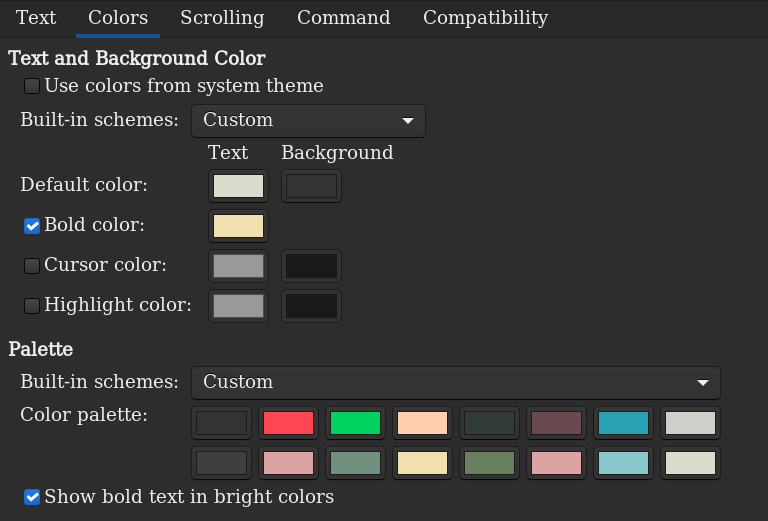 Text Colors Scrolling Command Compatibility
Text and Background Color
Use colors from system theme
Built-in schemes: Custom
Text Background
Default color:
Bold color:
Cursor color:
Highlight color:
Palette
Built-in schemes: Custom
Color palette:
Show bold text in bright colors